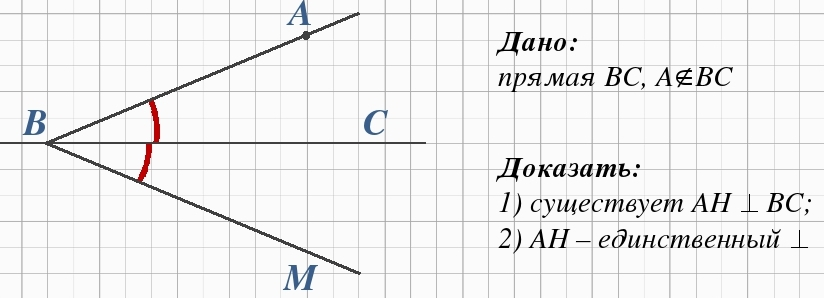 A
B
C
M
Дано:
прямая BC, A∉BC
Доказать:
1) существует AH ⊥ BC;
2) AH – единственный ⊥